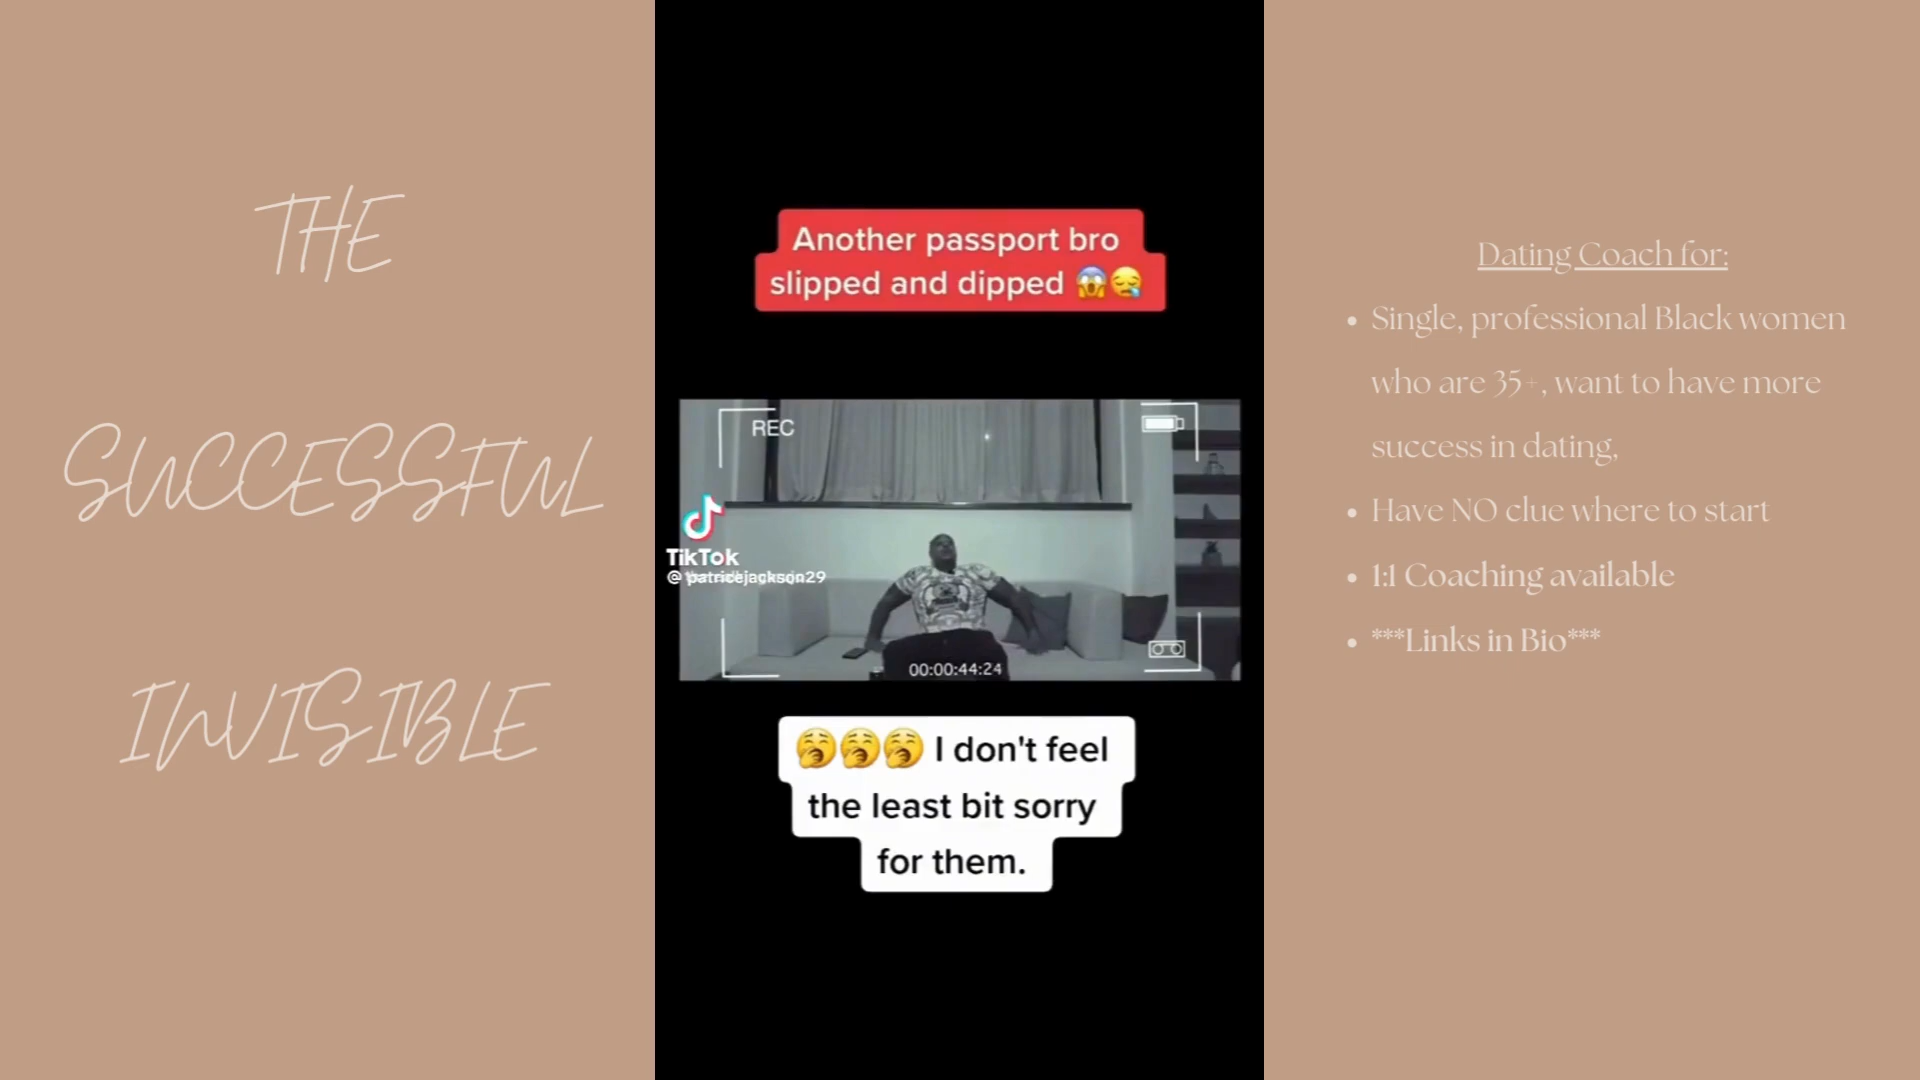 THE
SUCCESSFUL
INVISIBLE
Another passport bro
slipped and dipped 😱😪
REC
TikTok
@patricejackson29
00:00:44:24
🥱🥱🥱 I don't feel
the least bit sorry
for them.
Dating Coach for:
• Single, professional Black women
who are 35+, want to have more
success in dating,
• Have NO clue where to start
• 1:1 Coaching available
• ***Links in Bio***